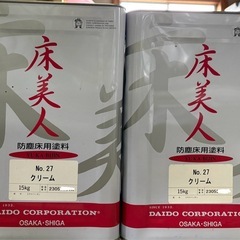 床美人
防塵床用塗料
No.27
クリーム
15kg
2305
DAIDO CORPORATION
OSAKA・SHIGA
床美人
防塵床用塗料
No.27
クリーム
15kg
DAIDO CORPORATION
OSAKA・SHIGA